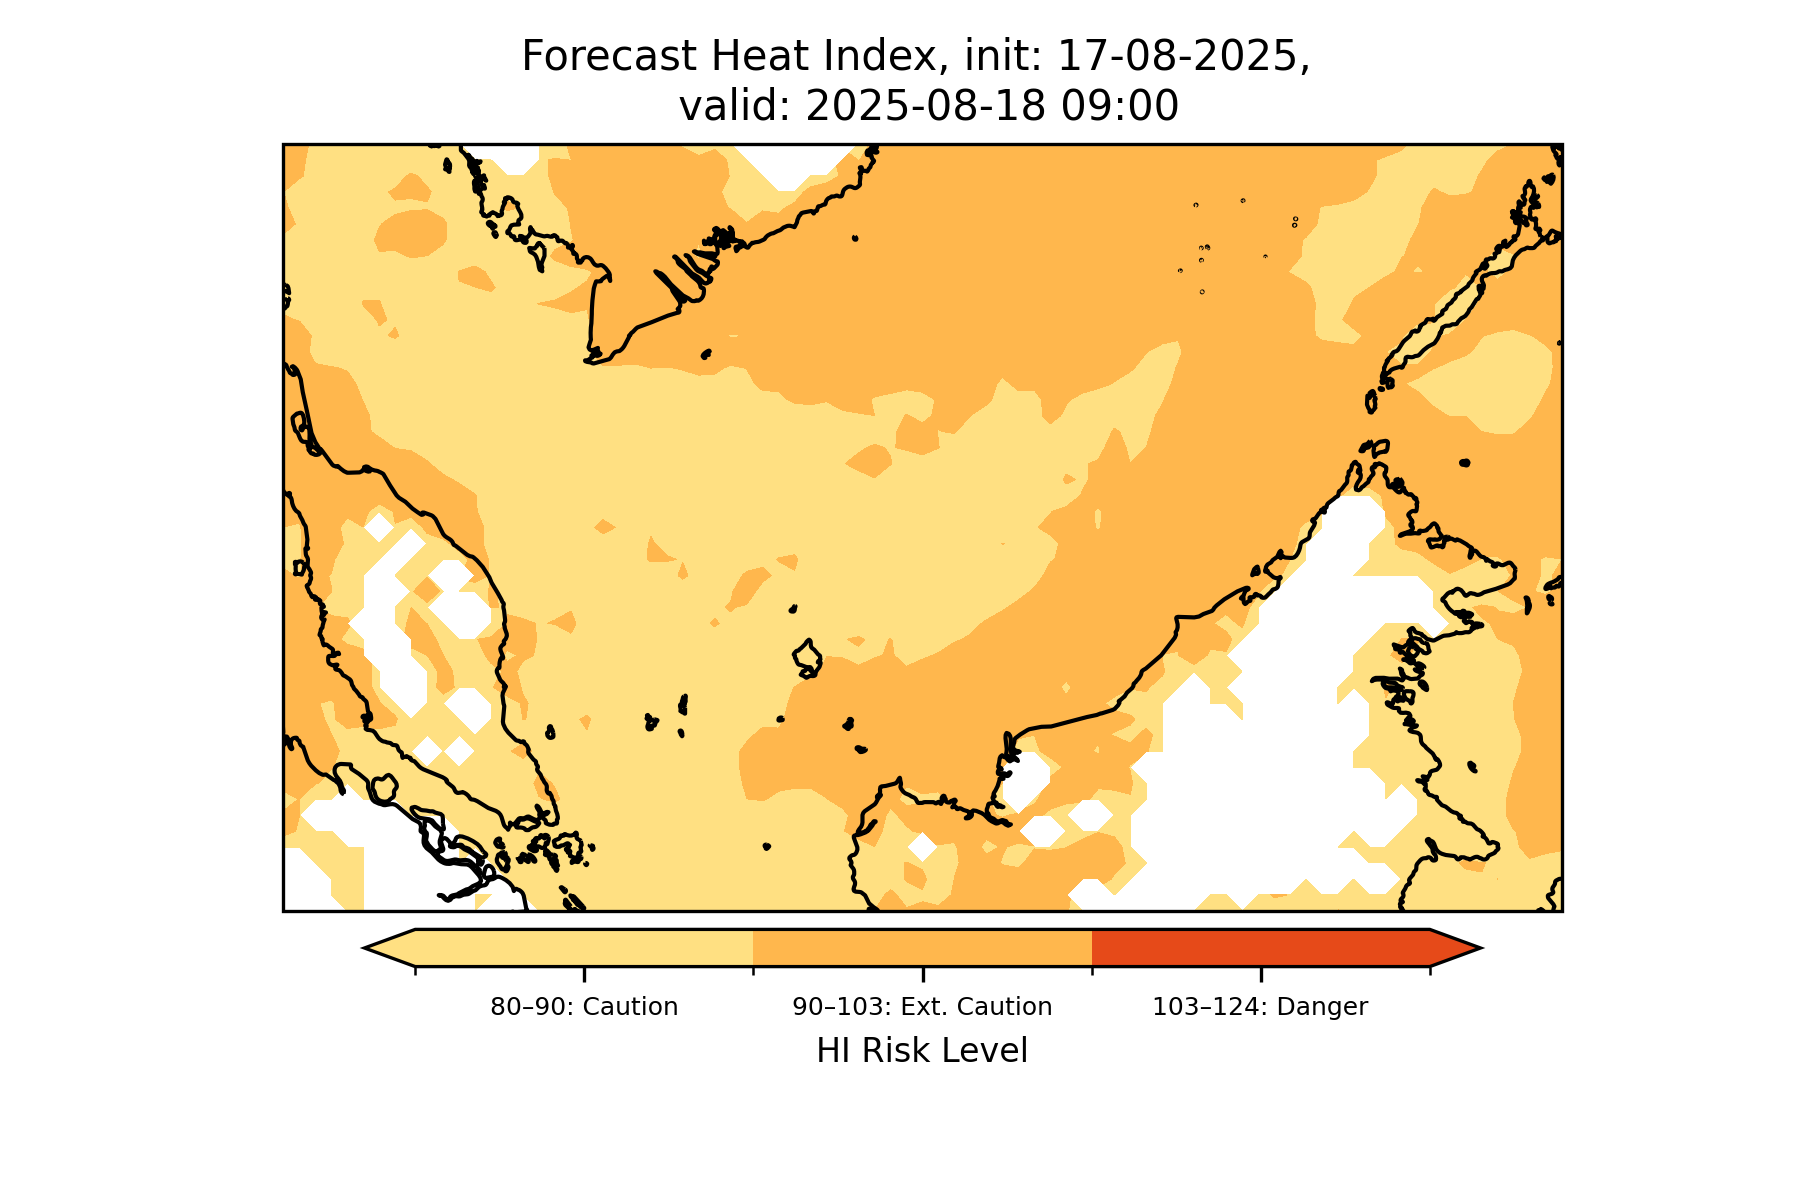 Forecast Heat Index, init: 17-08-2025,
valid: 2025-08-18 09:00
80–90: Caution
90–103: Ext. Caution
103–124: Danger
HI Risk Level